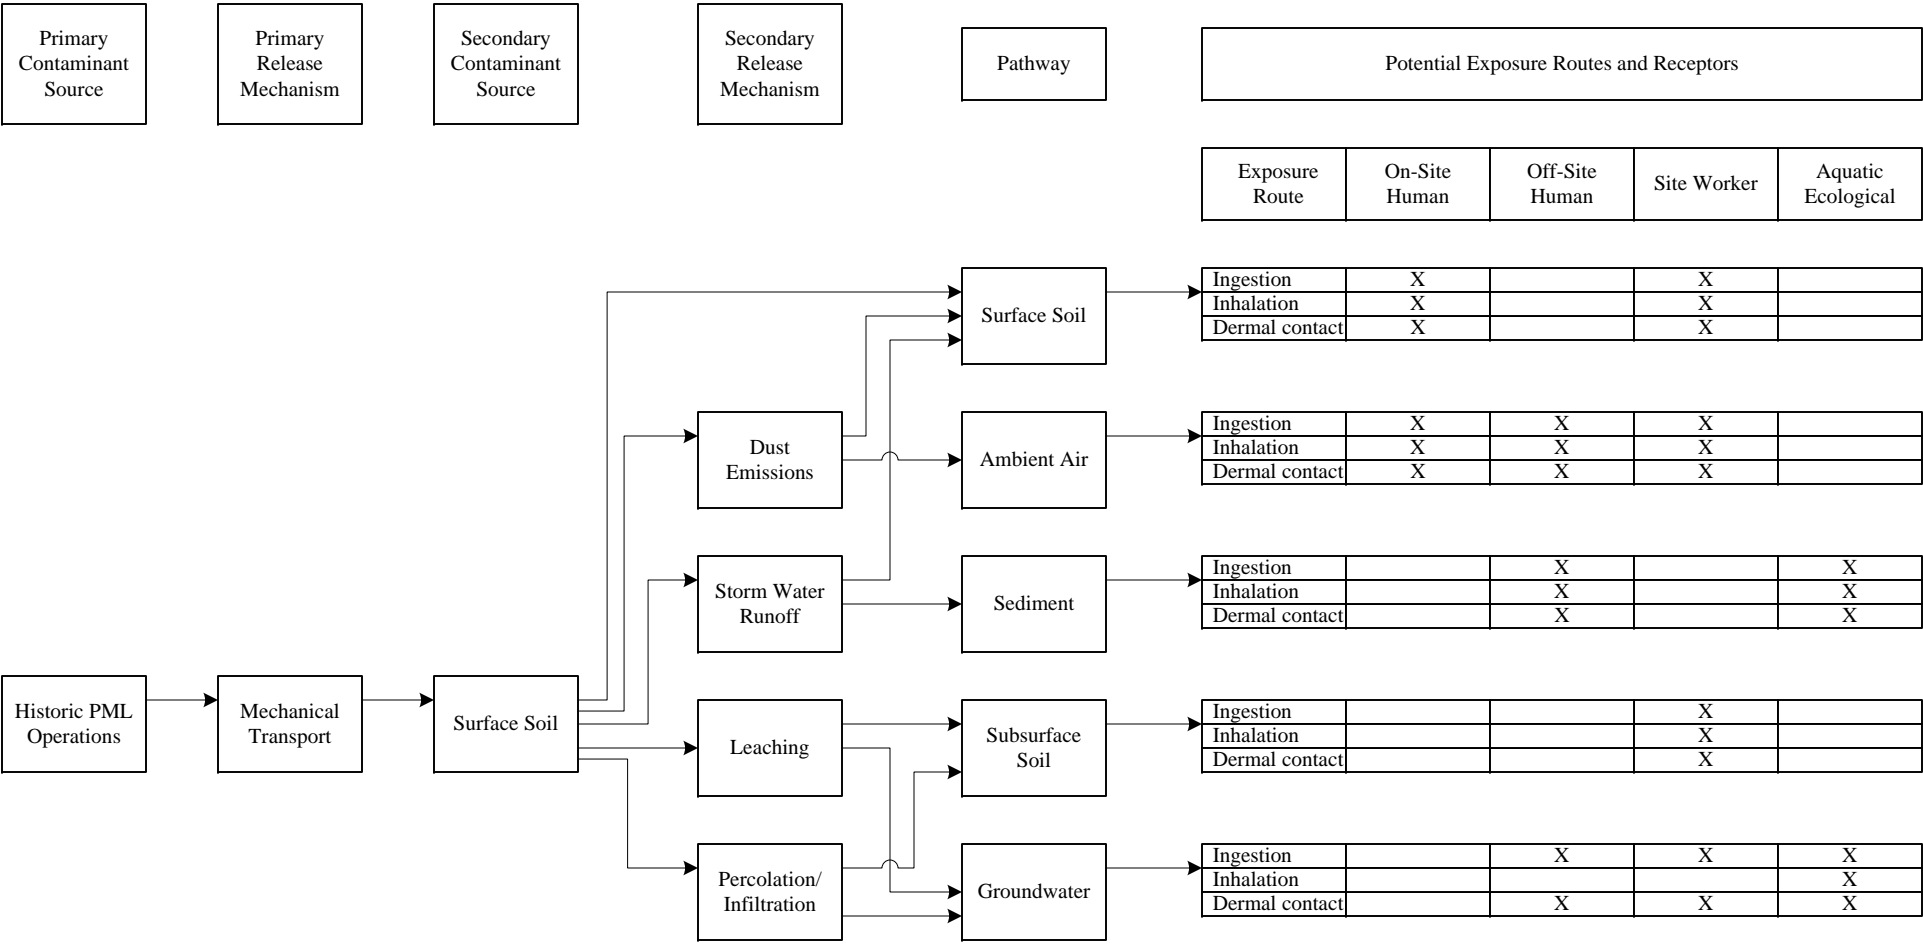 Primary
Contaminant
Source
Primary
Release
Mechanism
Secondary
Contaminant
Source
Secondary
Release
Mechanism
Pathway
Potential Exposure Routes and Receptors
Exposure
Route
On-Site
Human
Off-Site
Human
Site Worker
Aquatic
Ecological
Surface Soil
Ingestion X X
Inhalation X X
Dermal contact X X
Dust
Emissions
Ambient Air
Ingestion X X X
Inhalation X X X
Dermal contact X X X
Storm Water
Runoff
Sediment
Ingestion X X
Inhalation X X
Dermal contact X X
Historic PML
Operations
Mechanical
Transport
Surface Soil
Leaching
Subsurface
Soil
Ingestion X
Inhalation X
Dermal contact X
Percolation/
Infiltration
Groundwater
Ingestion X X X
Inhalation X
Dermal contact X X X